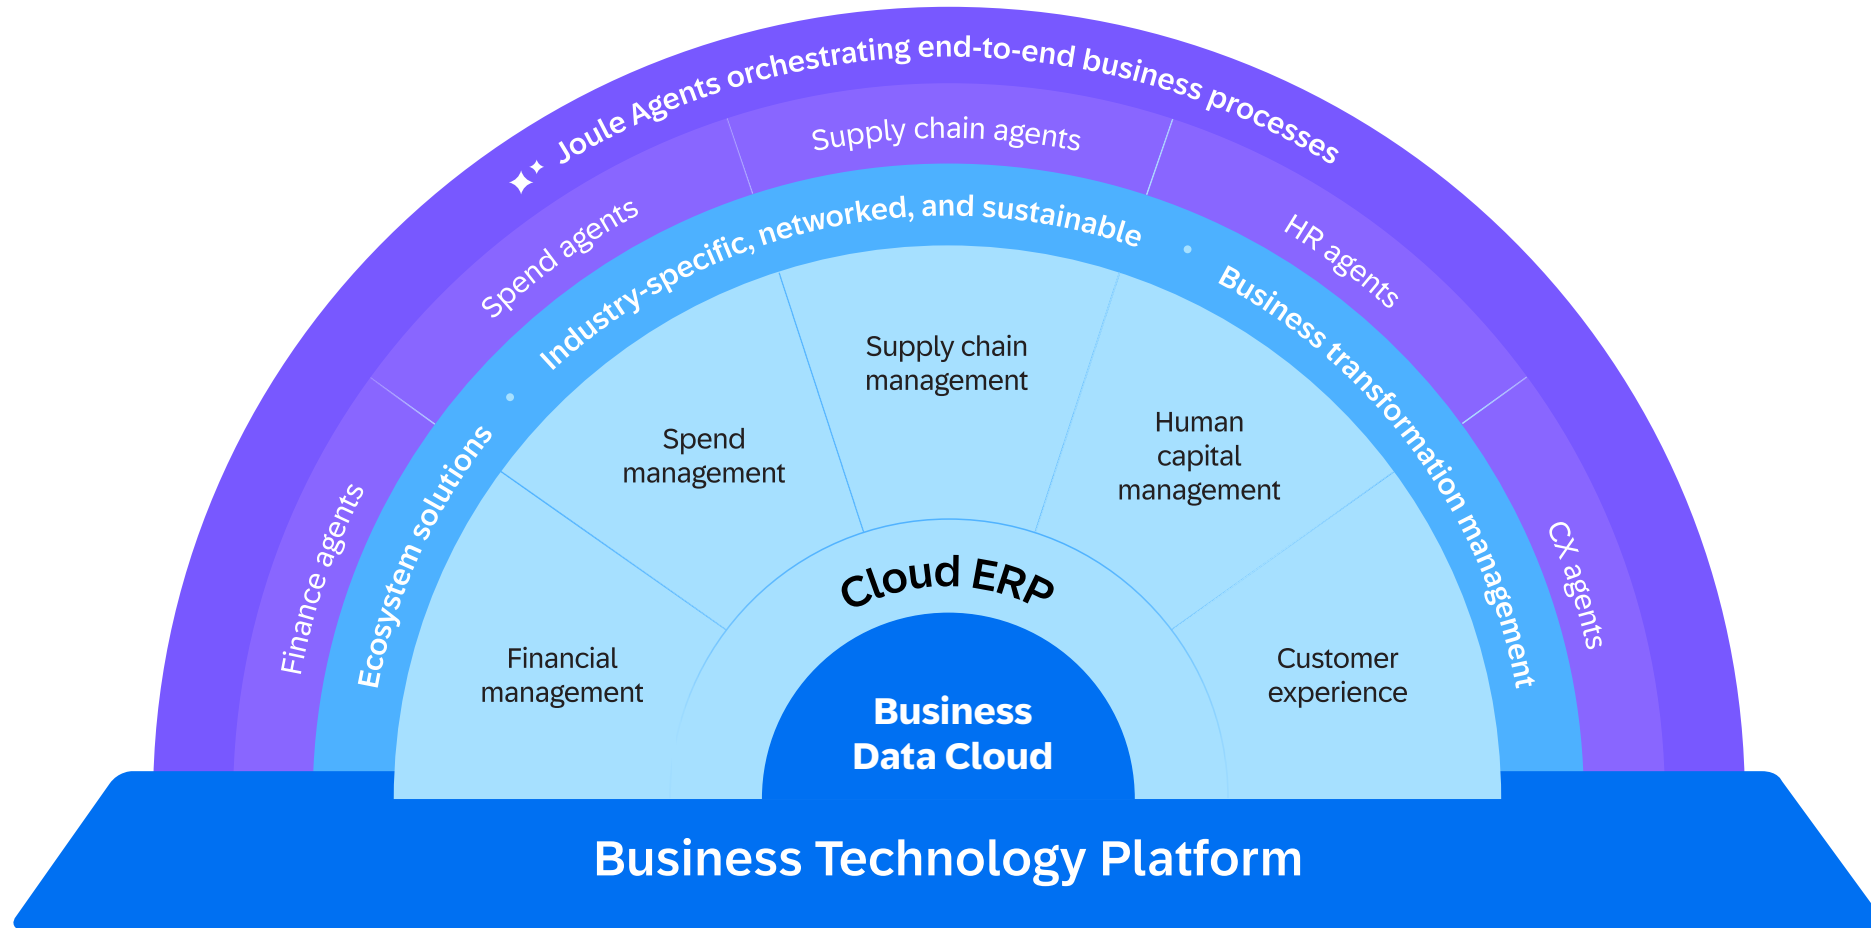 Joule Agents orchestrating end-to-end business processes
Finance agents
Spend agents
Supply chain agents
HR agents
CX agents
Ecosystem solutions • Industry-specific, networked, and sustainable • Business transformation management
Financial
management
Spend
management
Supply chain
management
Human
capital
management
Customer
experience
Cloud ERP
Business
Data Cloud
Business Technology Platform